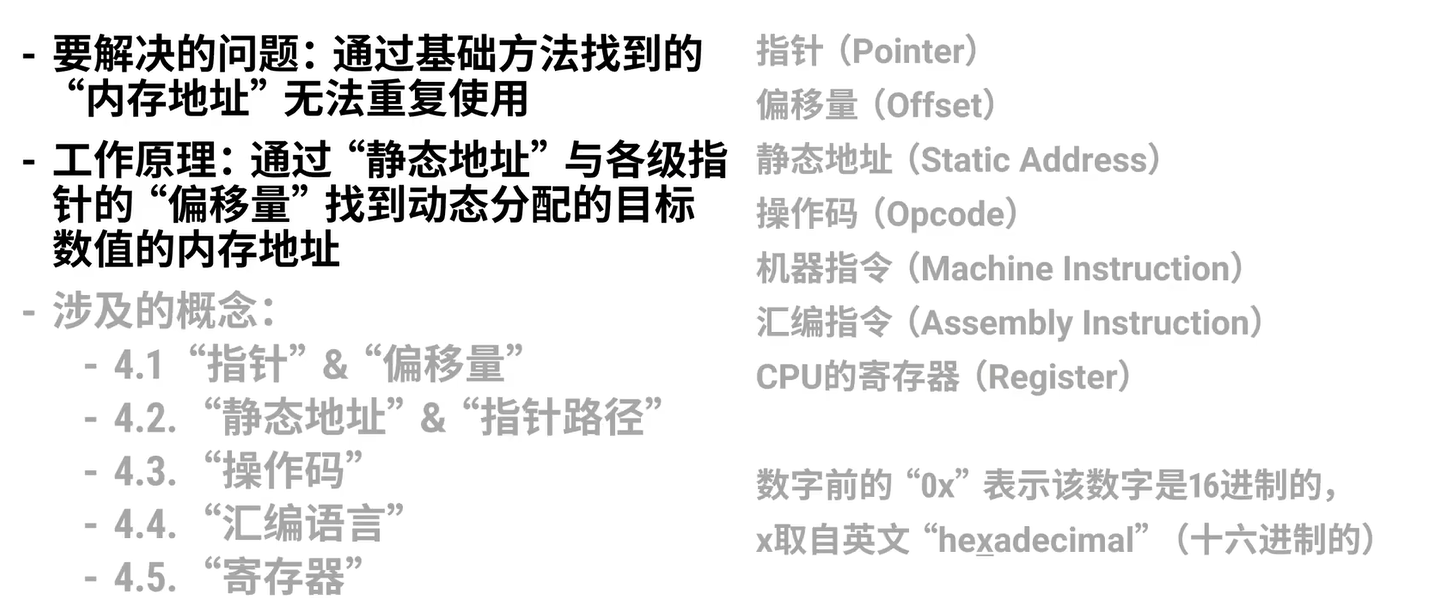 - 要解决的问题：通过基础方法找到的
“内存地址”无法重复使用
- 工作原理：通过“静态地址”与各级指
针的“偏移量”找到动态分配的目标
数值的内存地址
- 涉及的概念：
- 4.1 “指针” & “偏移量”
- 4.2. “静态地址” & “指针路径”
- 4.3. “操作码”
- 4.4. “汇编语言”
- 4.5. “寄存器”
指针（Pointer）
偏移量（Offset）
静态地址（Static Address）
操作码（Opcode）
机器指令（Machine Instruction）
汇编指令（Assembly Instruction）
CPU的寄存器（Register）
数字前的“0x”表示该数字是16进制的，
x取自英文“hexadecimal”（十六进制的）